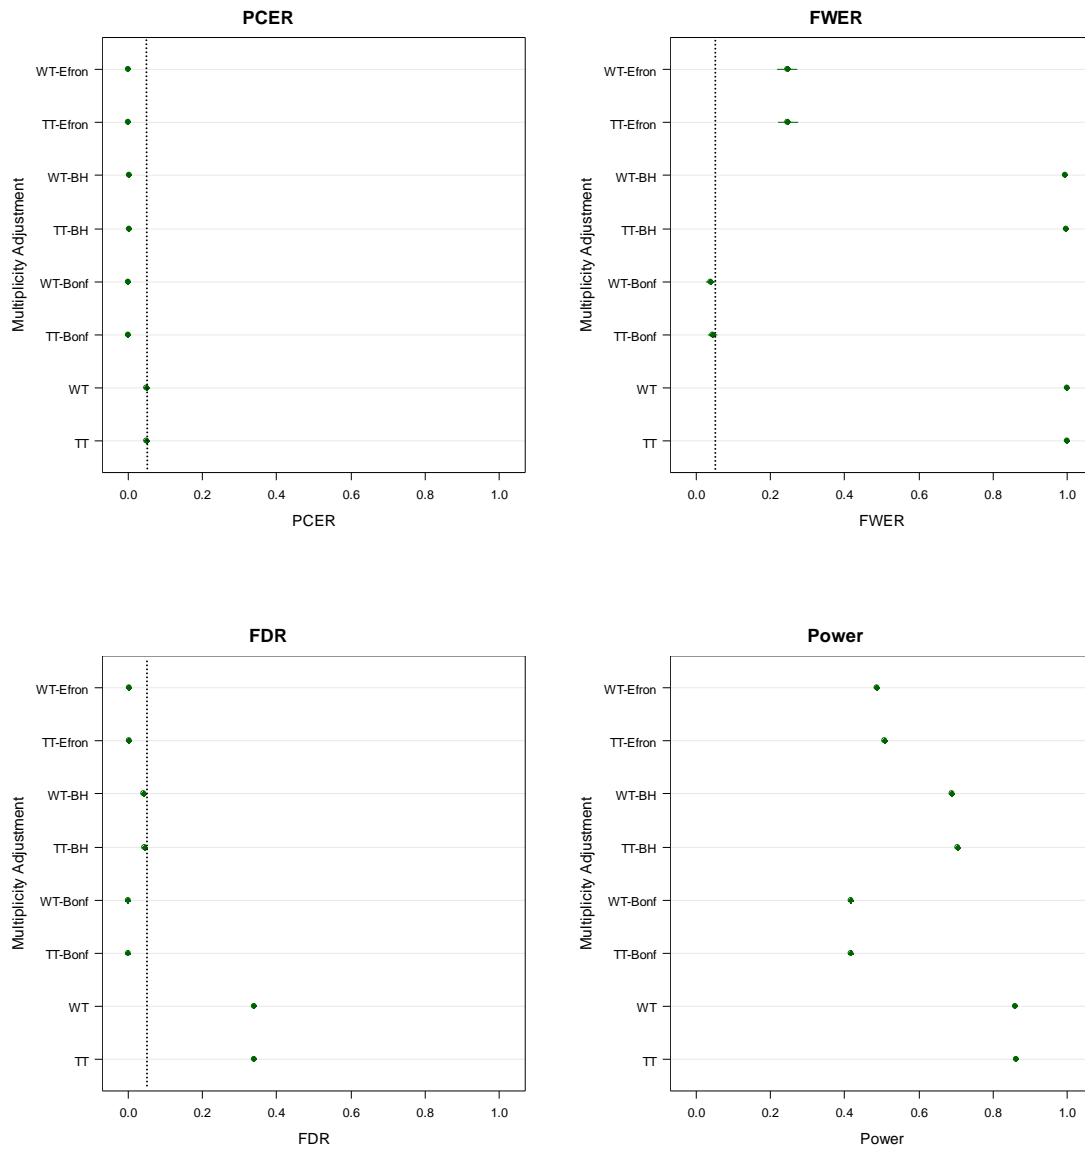 PCER
Multiplicity Adjustment
WT-Efron
TT-Efron
WT-BH
TT-BH
WT-Bonf
TT-Bonf
WT
TT
0.0 0.2 0.4 0.6 0.8 1.0
PCER
FWER
Multiplicity Adjustment
WT-Efron
TT-Efron
WT-BH
TT-BH
WT-Bonf
TT-Bonf
WT
TT
0.0 0.2 0.4 0.6 0.8 1.0
FWER
FDR
Multiplicity Adjustment
WT-Efron
TT-Efron
WT-BH
TT-BH
WT-Bonf
TT-Bonf
WT
TT
0.0 0.2 0.4 0.6 0.8 1.0
FDR
Power
Multiplicity Adjustment
WT-Efron
TT-Efron
WT-BH
TT-BH
WT-Bonf
TT-Bonf
WT
TT
0.0 0.2 0.4 0.6 0.8 1.0
Power